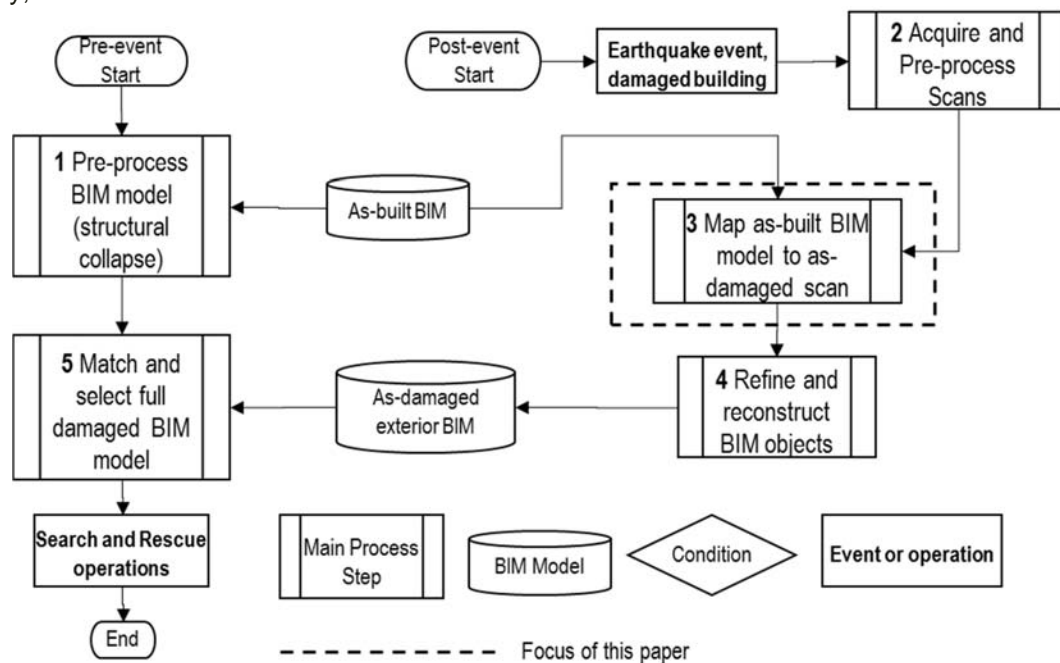 y,
Pre-event
Start
Post-event
Start
Earthquake event,
damaged building
2 Acquire and
Pre-process
Scans
1 Pre-process
BIM model
(structural
collapse)
As-built BIM
3 Map as-built BIM
model to as-
damaged scan
5 Match and
select full
damaged BIM
model
As-damaged
exterior BIM
4 Refine and
reconstruct
BIM objects
Search and Rescue
operations
Main Process
Step
BIM Model
Condition
Event or operation
End
Focus of this paper